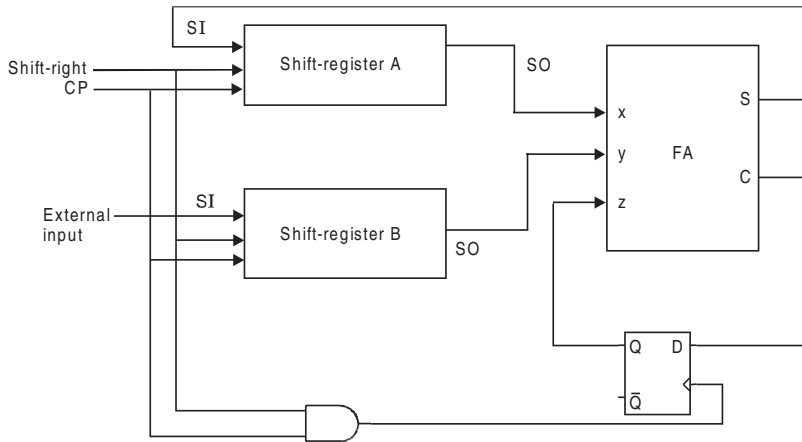 SI
Shift-register A
SO
Shift-right
CP
x
S
y
FA
C
z
External
input
SI
Shift-register B
SO
Q
D
Q̅